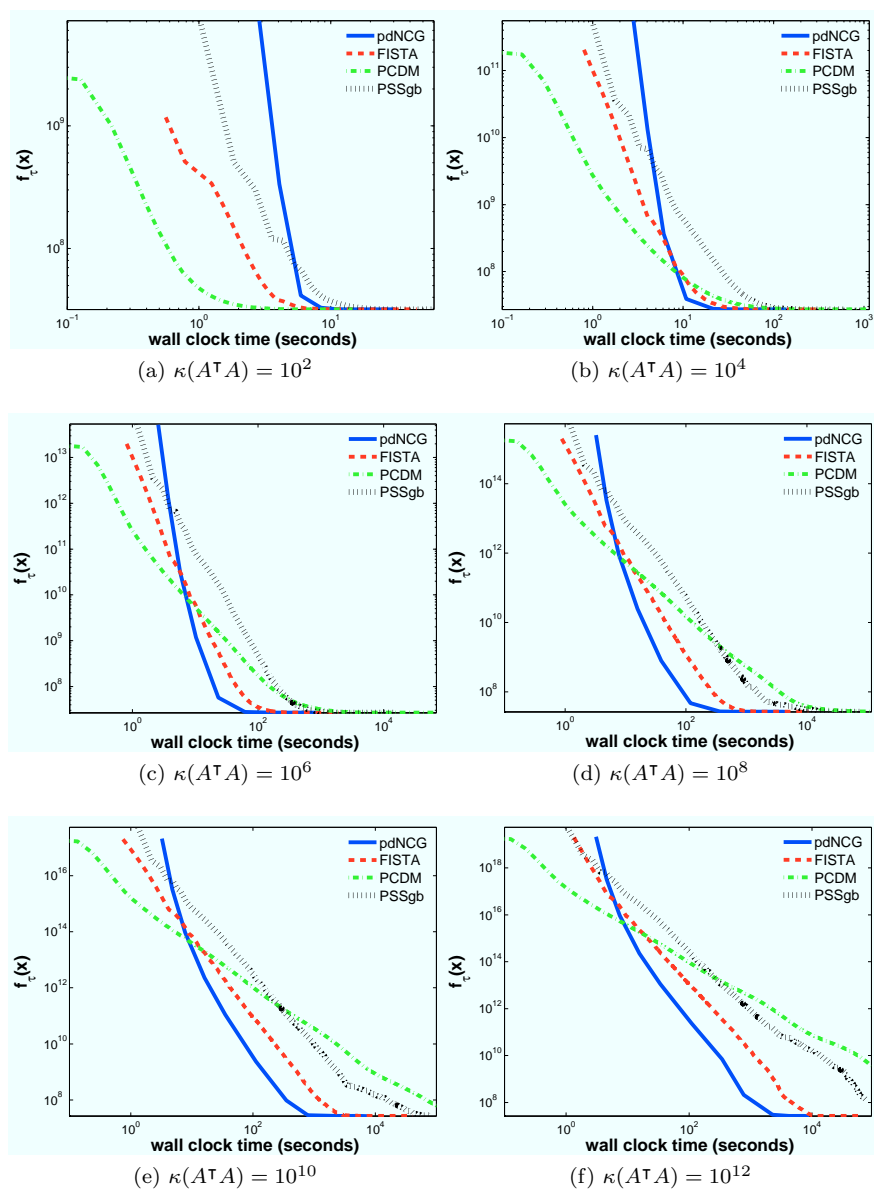 pdNCG
FISTA
PCDM
PSSgb
10^9
10^8
f_τ(x)
10^-1 10^0 10^1
wall clock time (seconds)
(a) κ(A^⊺A) = 10^2
pdNCG
FISTA
PCDM
PSSgb
10^11
10^10
10^9
10^8
f_τ(x)
10^-1 10^0 10^1 10^2 10^3
wall clock time (seconds)
(b) κ(A^⊺A) = 10^4
pdNCG
FISTA
PCDM
PSSgb
10^13
10^12
10^11
10^10
10^9
10^8
f_τ(x)
10^0 10^2 10^4
wall clock time (seconds)
(c) κ(A^⊺A) = 10^6
pdNCG
FISTA
PCDM
PSSgb
10^14
10^12
10^10
10^8
f_τ(x)
10^0 10^2 10^4
wall clock time (seconds)
(d) κ(A^⊺A) = 10^8
pdNCG
FISTA
PCDM
PSSgb
10^16
10^14
10^12
10^10
10^8
f_τ(x)
10^0 10^2 10^4
wall clock time (seconds)
(e) κ(A^⊺A) = 10^10
pdNCG
FISTA
PCDM
PSSgb
10^18
10^16
10^14
10^12
10^10
10^8
f_τ(x)
10^0 10^2 10^4
wall clock time (seconds)
(f) κ(A^⊺A) = 10^12